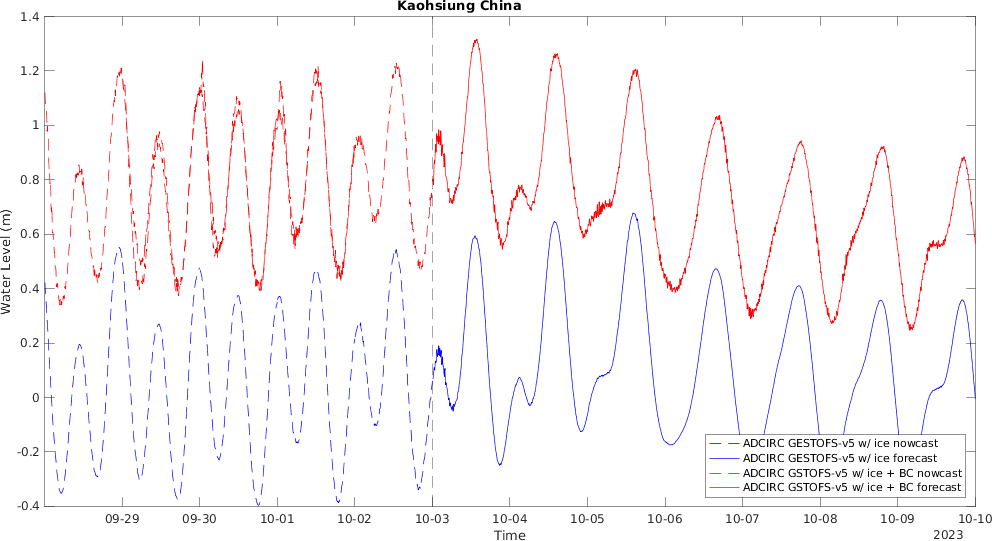 Kaohsiung China
Water Level (m)
1.4
1.2
1
0.8
0.6
0.4
0.2
0
-0.2
-0.4
ADCIRC GESTOFS-v5 w/ ice nowcast
ADCIRC GESTOFS-v5 w/ ice forecast
ADCIRC GSTOFS-v5 w/ ice + BC nowcast
ADCIRC GSTOFS-v5 w/ ice + BC forecast
09-29 09-30 10-01 10-02 10-03 10-04 10-05 10-06 10-07 10-08 10-09 10-10
Time
2023